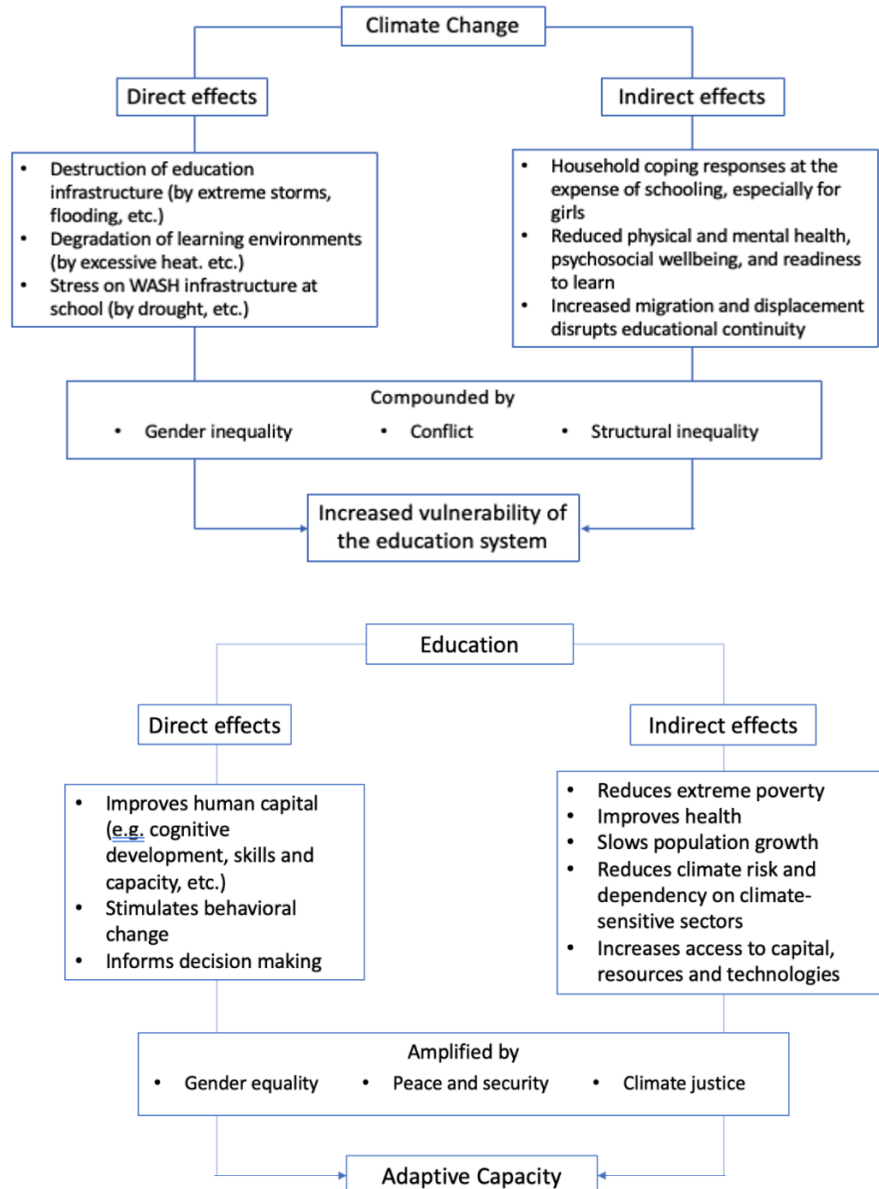 Climate Change
Direct effects
Indirect effects
• Destruction of education
infrastructure (by extreme storms,
flooding, etc.)
• Degradation of learning environments
(by excessive heat. etc.)
• Stress on WASH infrastructure at
school (by drought, etc.)
• Household coping responses at the
expense of schooling, especially for
girls
• Reduced physical and mental health,
psychosocial wellbeing, and readiness
to learn
• Increased migration and displacement
disrupts educational continuity
Compounded by
• Gender inequality • Conflict • Structural inequality
Increased vulnerability of
the education system
Education
Direct effects
Indirect effects
• Improves human capital
(e.g. cognitive
development, skills and
capacity, etc.)
• Stimulates behavioral
change
• Informs decision making
• Reduces extreme poverty
• Improves health
• Slows population growth
• Reduces climate risk and
dependency on climate-
sensitive sectors
• Increases access to capital,
resources and technologies
Amplified by
• Gender equality • Peace and security • Climate justice
Adaptive Capacity